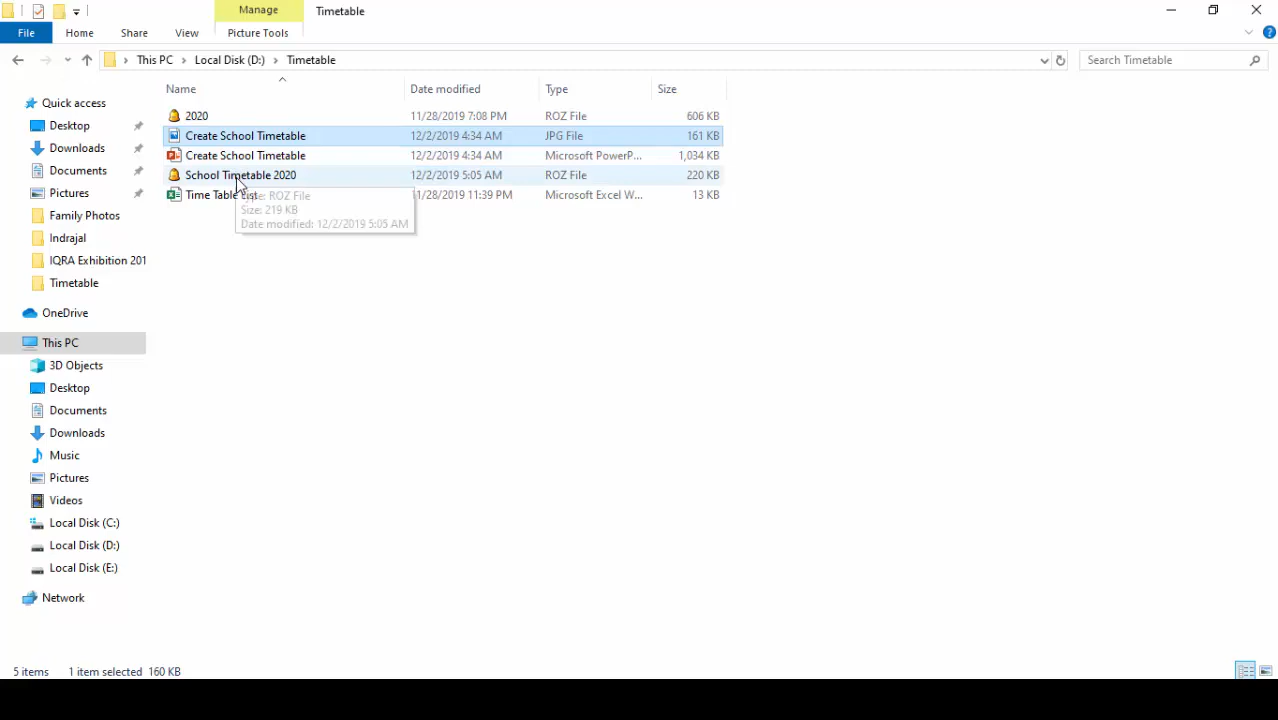 Manage
Timetable
File
Home
Share
View
Picture Tools
This PC
Local Disk (D:)
Timetable
Search Timetable
Name
Date modified
Type
Size
2020
11/28/2019 7:08 PM
ROZ File
606 KB
Create School Timetable
12/2/2019 4:34 AM
JPG File
161 KB
Create School Timetable
12/2/2019 4:34 AM
Microsoft PowerP...
1,034 KB
School Timetable 2020
12/2/2019 5:05 AM
ROZ File
220 KB
Time Table List
11/28/2019 11:39 PM
Microsoft Excel W...
13 KB
ROZ File
Size: 219 KB
Date modified: 12/2/2019 5:05 AM
Quick access
Desktop
Downloads
Documents
Pictures
Family Photos
Indrajal
IQRA Exhibition 201
Timetable
OneDrive
This PC
3D Objects
Desktop
Documents
Downloads
Music
Pictures
Videos
Local Disk (C:)
Local Disk (D:)
Local Disk (E:)
Network
5 items
1 item selected 160 KB